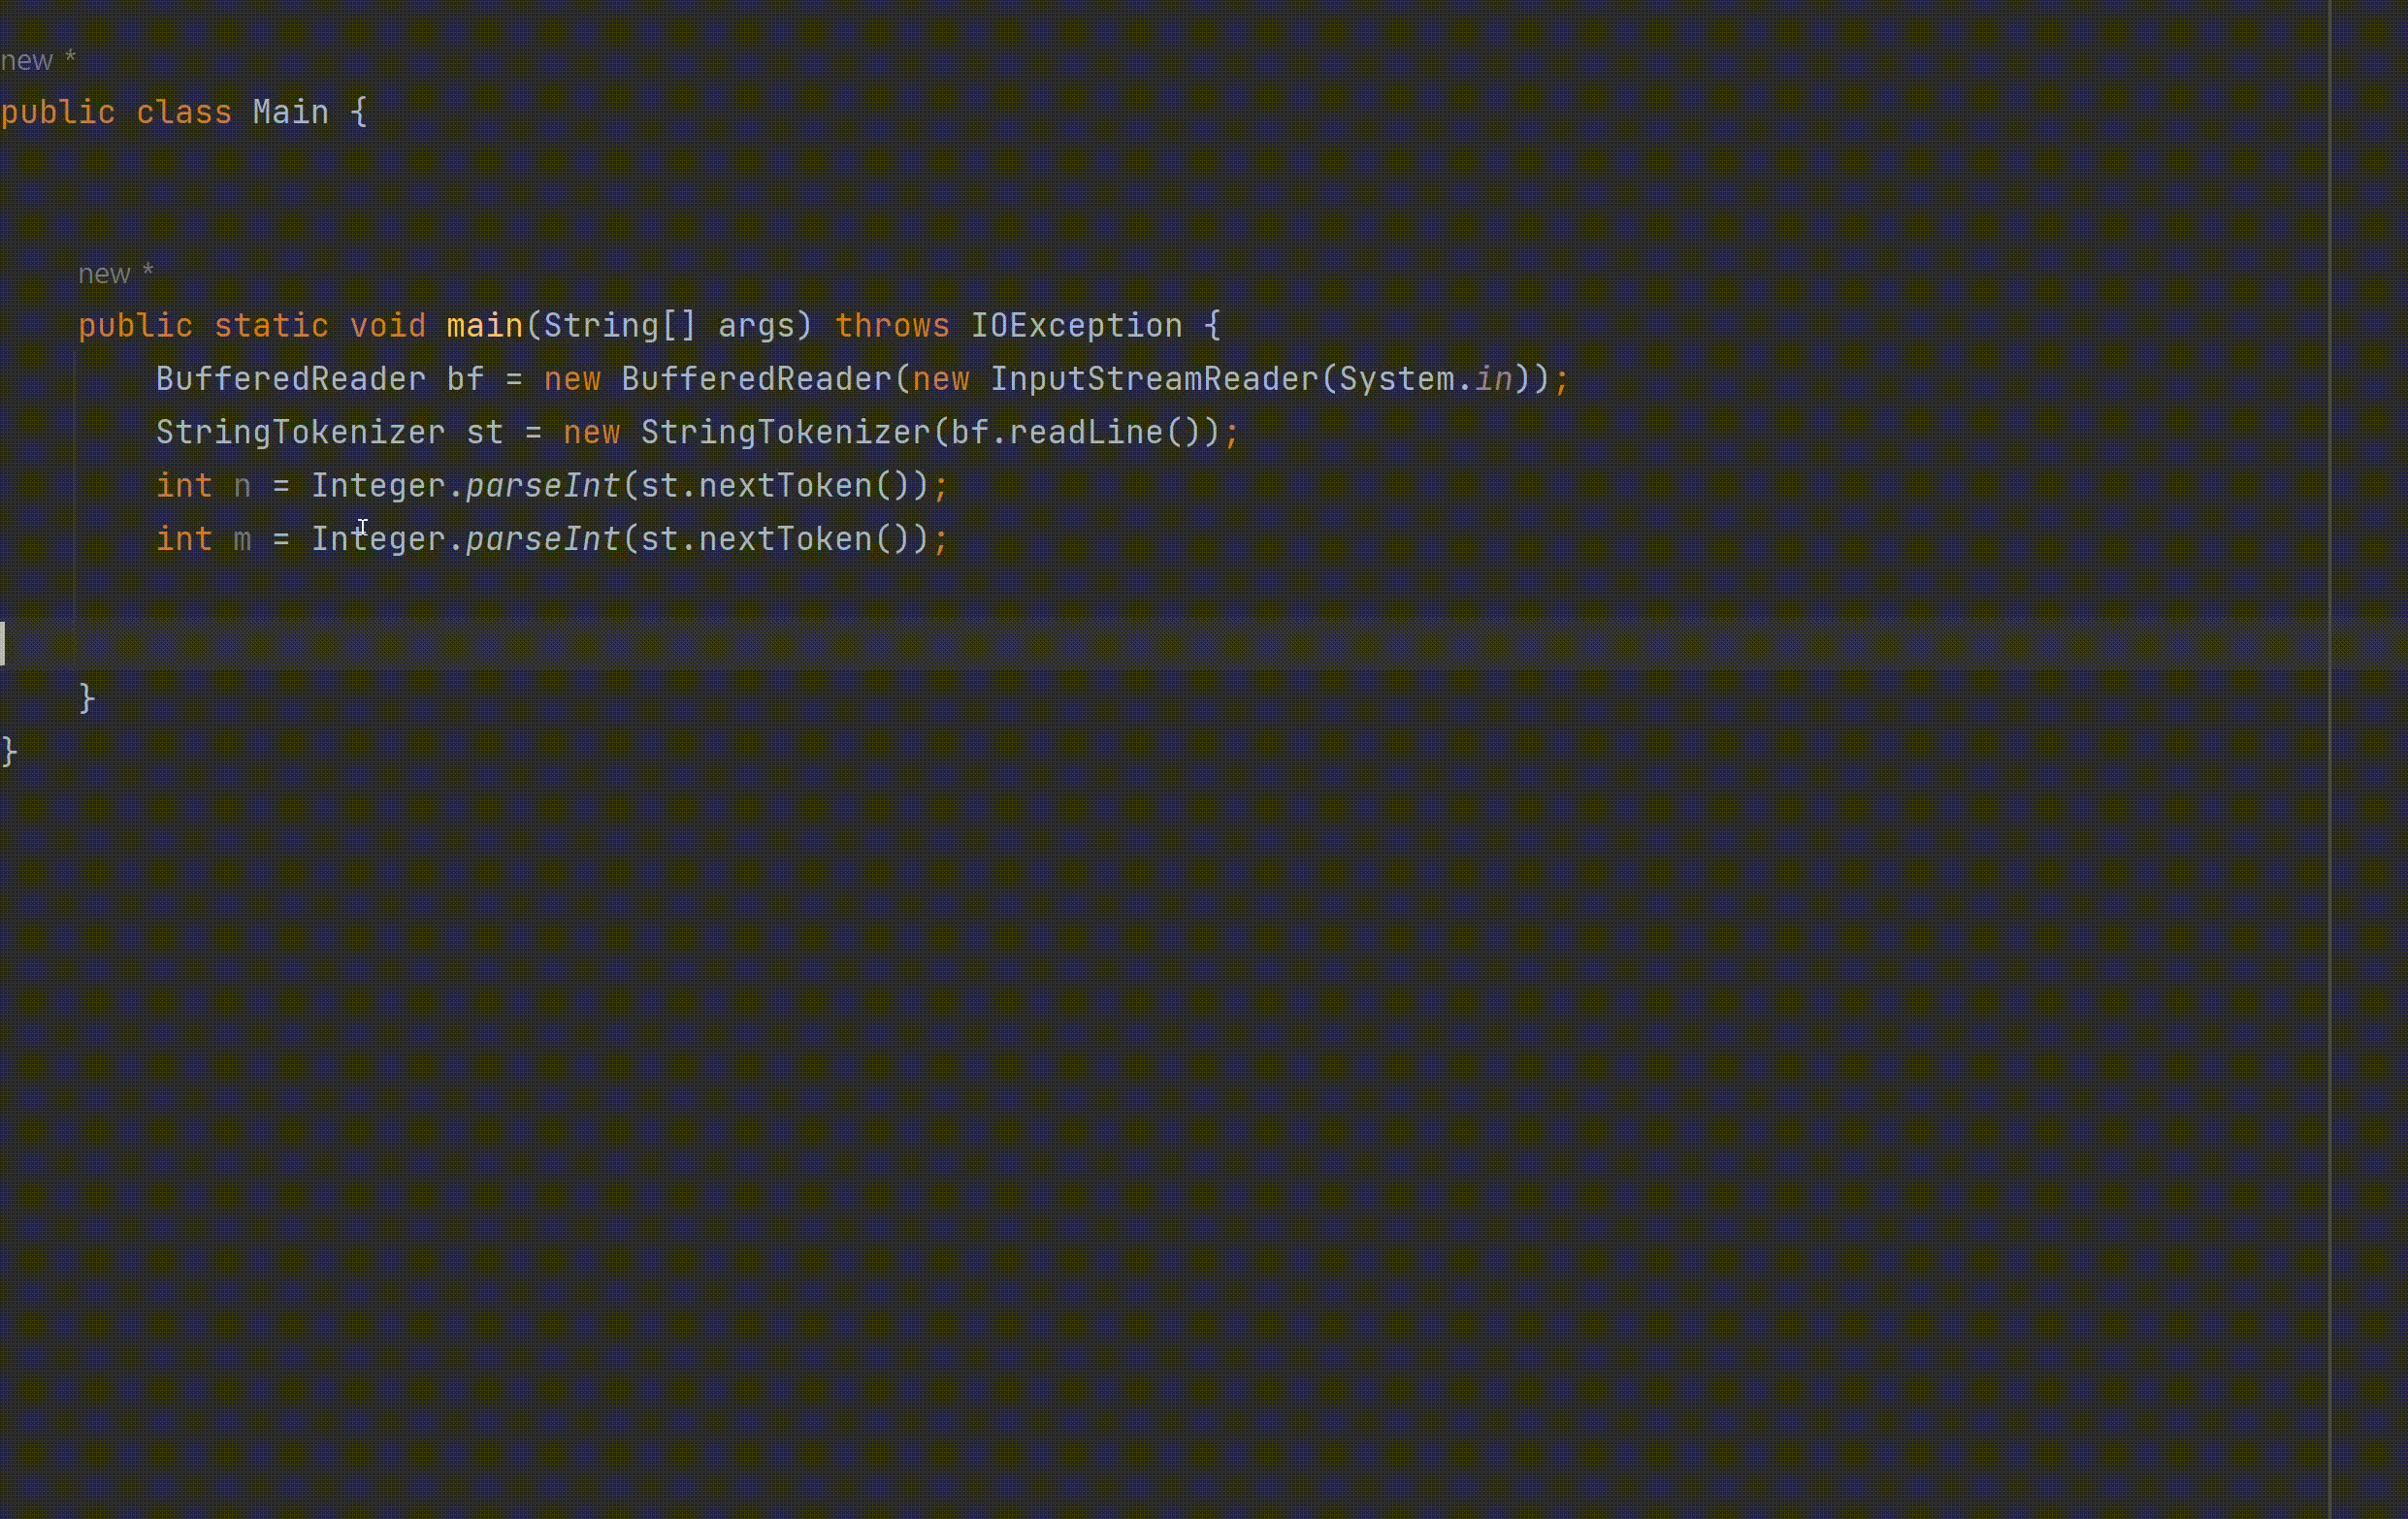 new *
public class Main {
new *
public static void main(String[] args) throws IOException {
BufferedReader bf = new BufferedReader(new InputStreamReader(System.in));
StringTokenizer st = new StringTokenizer(bf.readLine());
int n = Integer.parseInt(st.nextToken());
int m = Integer.parseInt(st.nextToken());
}
}